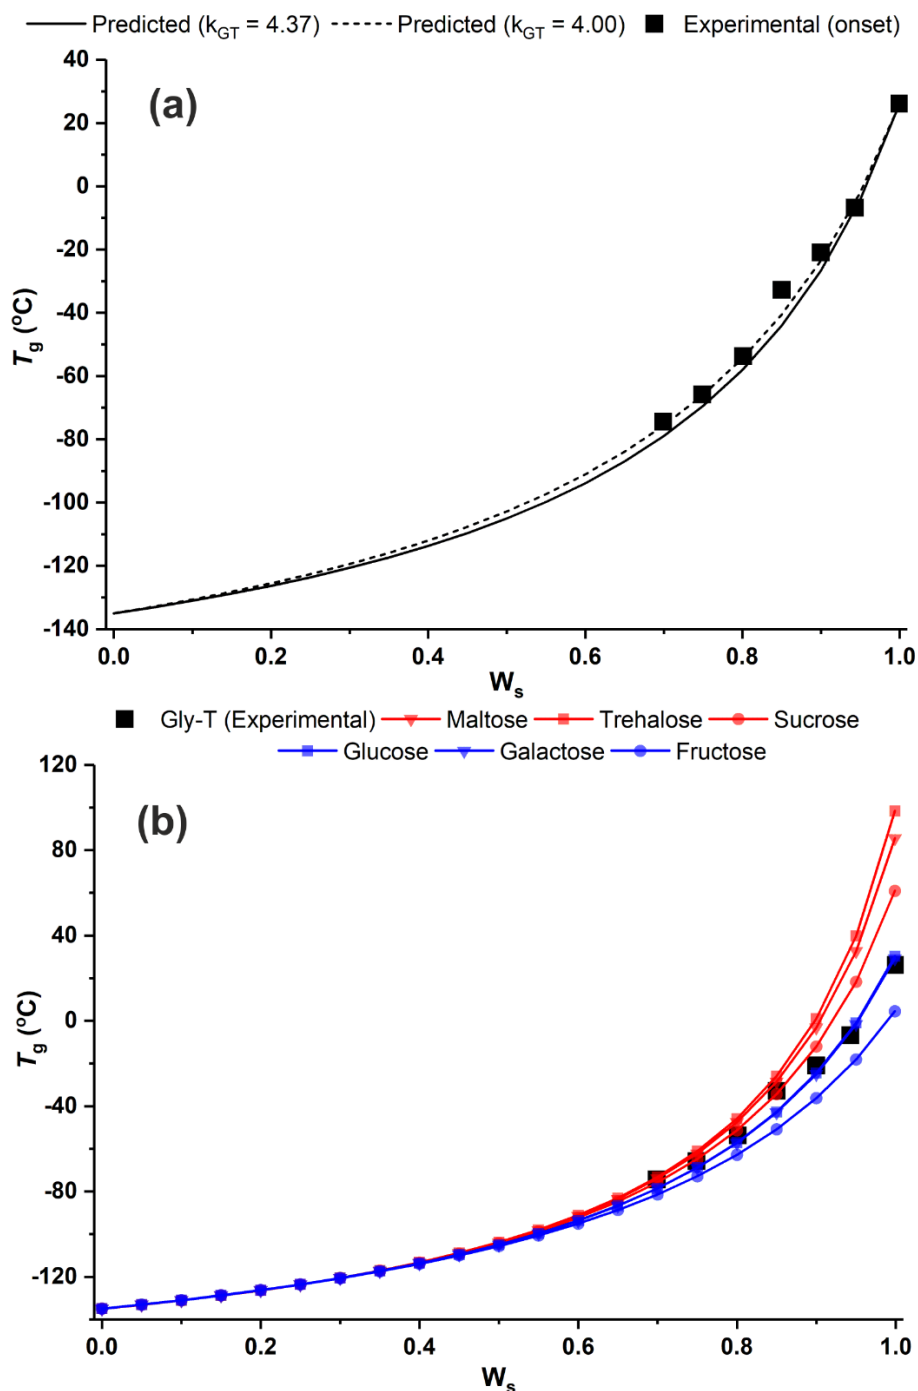 Predicted (kGT = 4.37) Predicted (kGT = 4.00) Experimental (onset)
40
(a)
20
0
-20
-40
-60
-80
-100
-120
-140
Tg (°C)
0.0 0.2 0.4 0.6 0.8 1.0
Ws
Gly-T (Experimental) Maltose Trehalose Sucrose
Glucose Galactose Fructose
120
(b)
80
40
0
-40
-80
-120
Tg (°C)
0.0 0.2 0.4 0.6 0.8 1.0
Ws